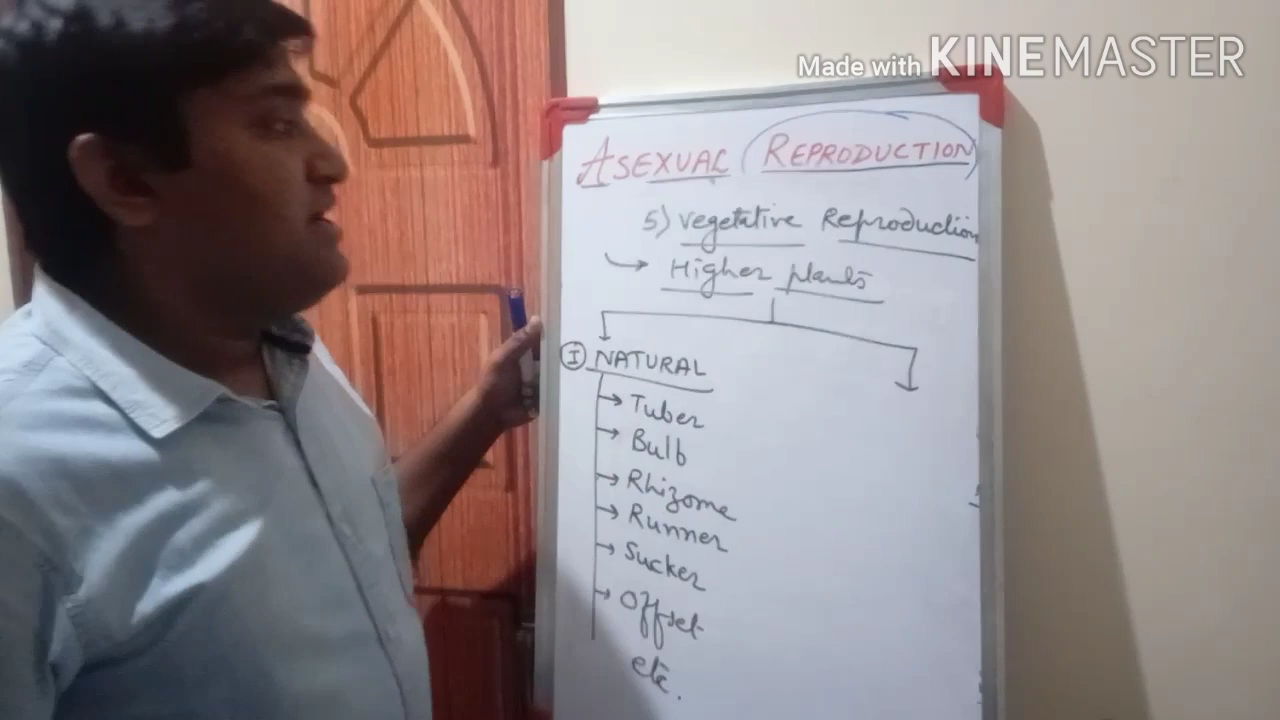 Made with KINEMASTER
ASEXUAL REPRODUCTION
5) Vegetative Reproduction
→ Higher plants
I NATURAL
→ Tuber
→ Bulb
→ Rhizome
→ Runner
→ Sucker
→ Offset
etc.